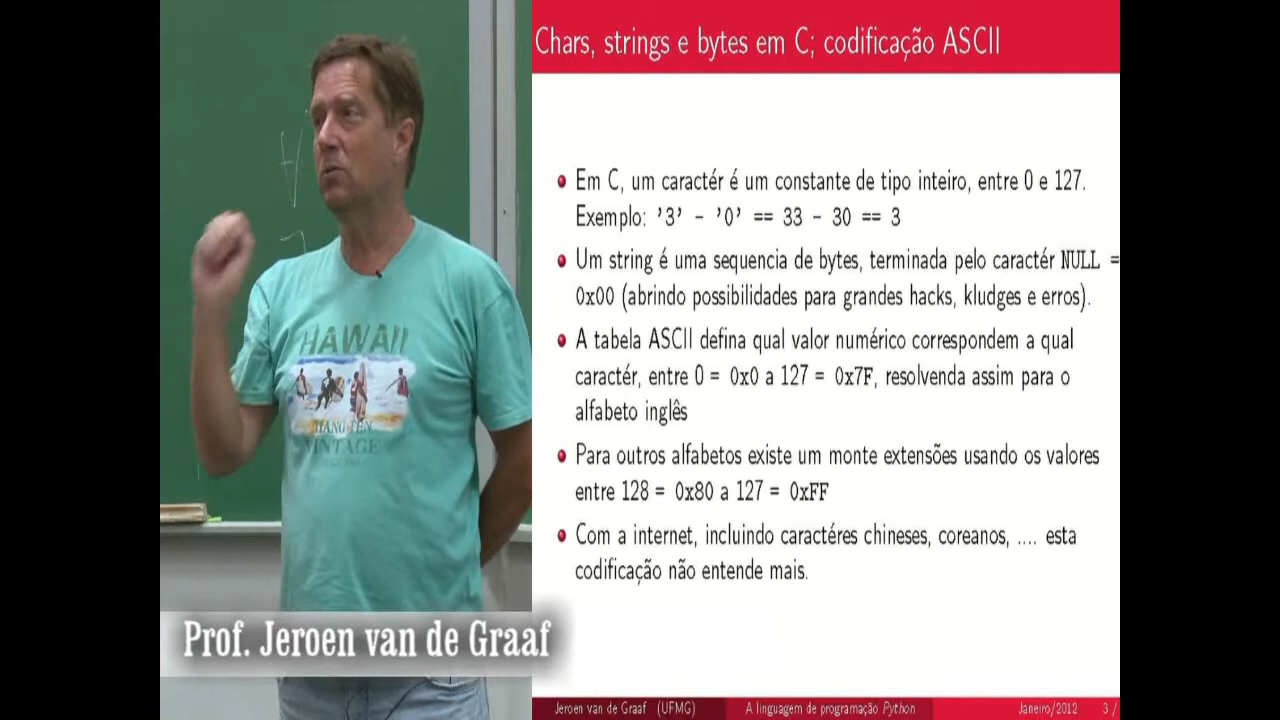 Chars, strings e bytes em C; codificação ASCII
Em C, um caractér é um constante de tipo inteiro, entre 0 e 127.
Exemplo: '3' - '0' == 33 - 30 == 3
Um string é uma sequencia de bytes, terminada pelo caractér NULL =
0x00 (abrindo possibilidades para grandes hacks, kludges e erros).
A tabela ASCII defina qual valor numérico correspondem a qual
caractér, entre 0 = 0x0 a 127 = 0x7F, resolvenda assim para o
alfabeto inglês
Para outros alfabetos existe um monte extensões usando os valores
entre 128 = 0x80 a 127 = 0xFF
Com a internet, incluindo caractéres chineses, coreanos, .... esta
codificação não entende mais.
HAWAII
HANG TEN
VINTAGE
Prof. Jeroen van de Graaf
Jeroen van de Graaf (UFMG) A linguagem de programação Python Janeiro/2012 3 /